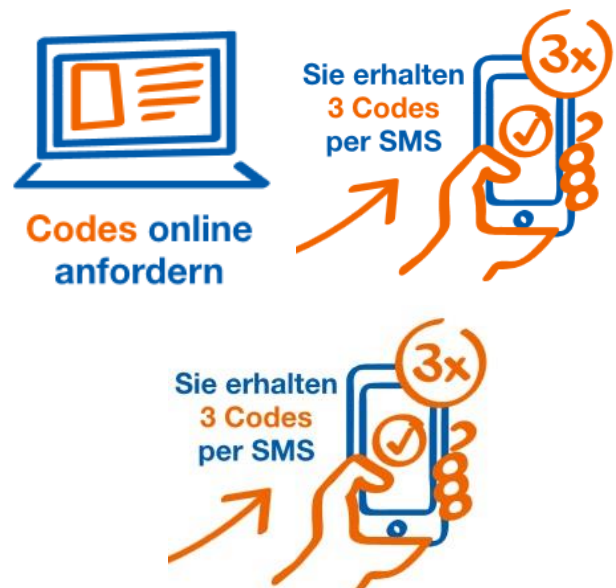 Codes online
anfordern
Sie erhalten
3 Codes
per SMS
3x
Sie erhalten
3 Codes
per SMS
3x